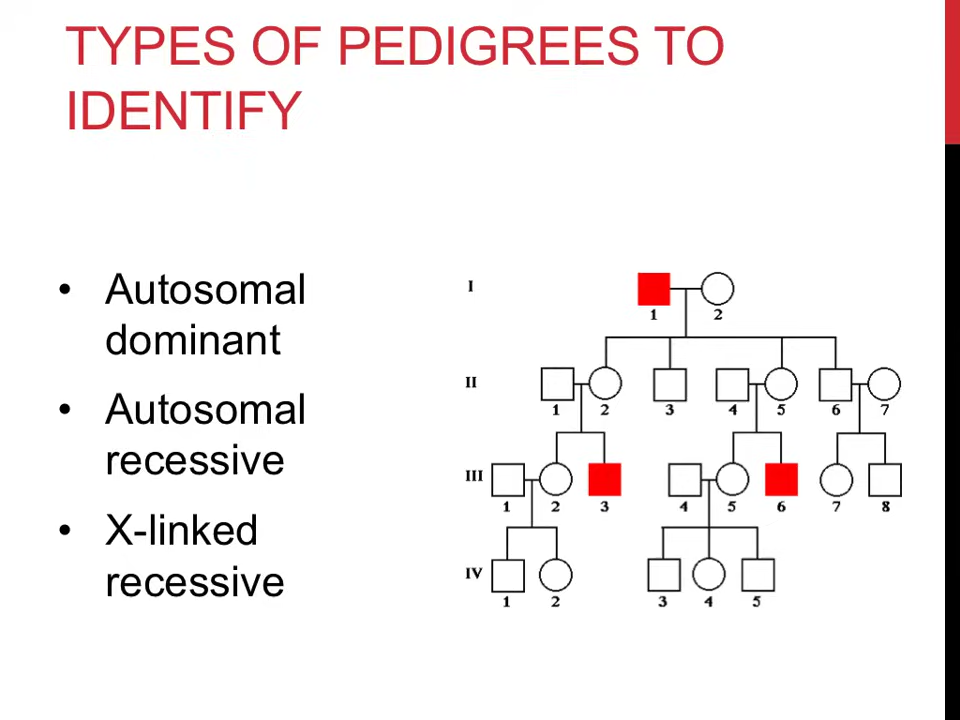 TYPES OF PEDIGREES TO
IDENTIFY
• Autosomal
dominant
• Autosomal
recessive
• X-linked
recessive
I
1 2
II
1 2 3 4 5 6 7
III
1 2 3 4 5 6 7 8
IV
1 2 3 4 5